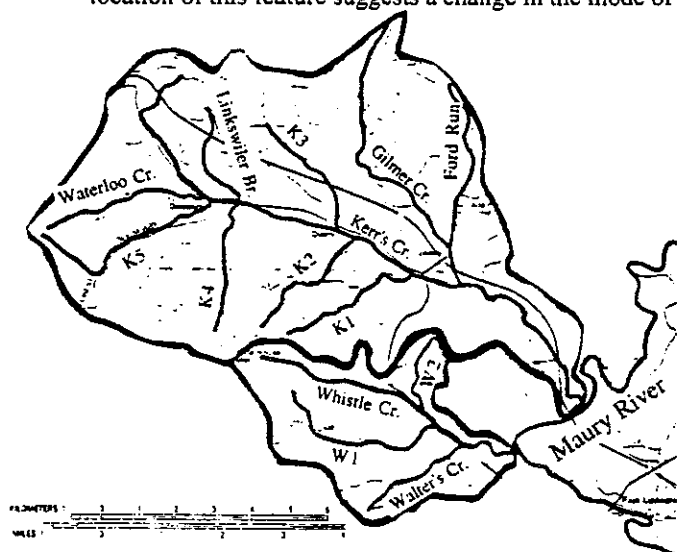 location of this feature suggests a change in the mode of
Linkswiler Br.
K3
Gilmer Cr.
Ford Run
Waterloo Cr.
Kerr's Cr.
K5
K2
K4
K1
W2
Whistle Cr.
Maury River
W1
Walter's Cr.
KILOMETERS
MILES